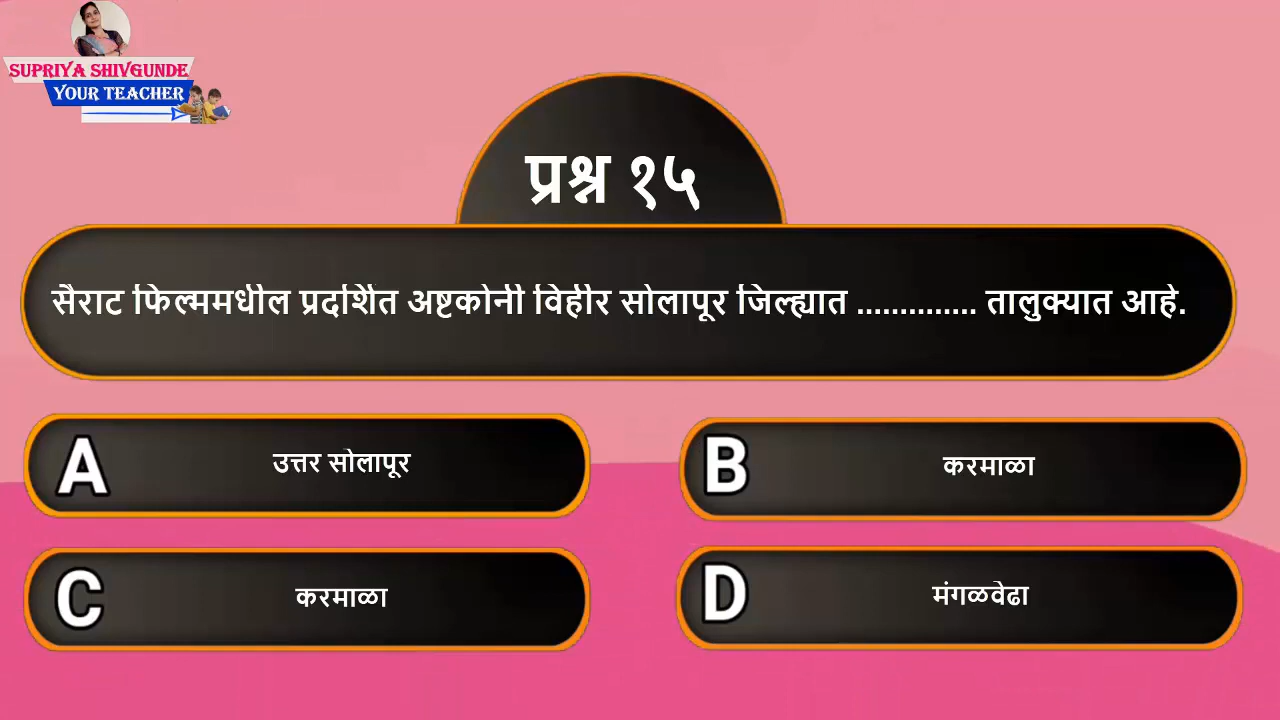 SUPRIYA SHIVGUNDE
YOUR TEACHER
प्रश्न १५
सैराट फिल्ममधील प्रदर्शित अष्टकोनी विहीर सोलापूर जिल्ह्यात .............. तालुक्यात आहे.
A उत्तर सोलापूर
B करमाळा
C करमाळा
D मंगळवेढा